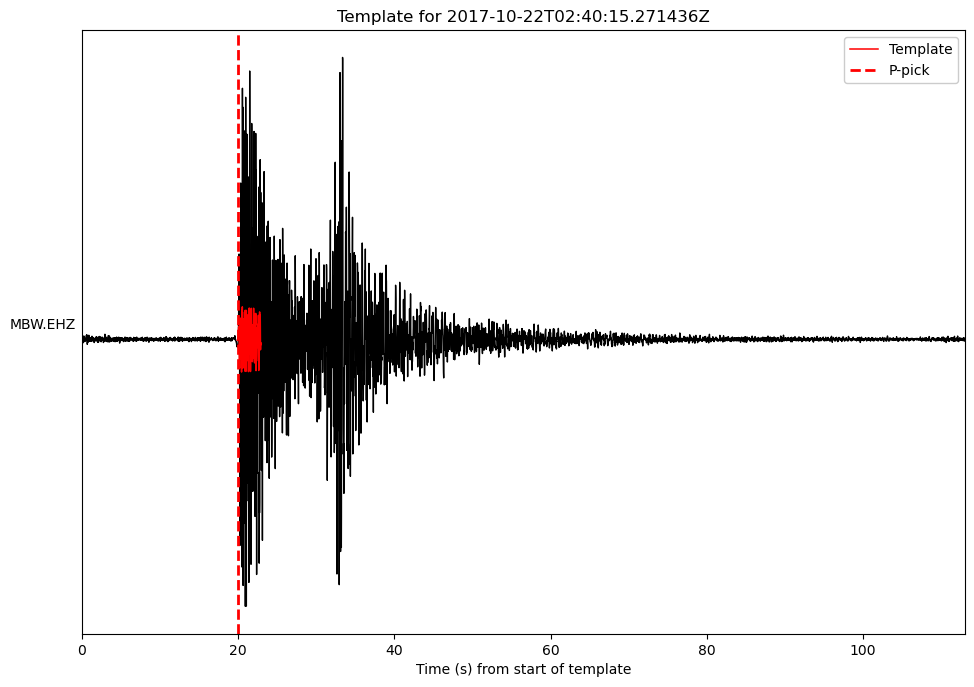 Template for 2017-10-22T02:40:15.271436Z
Template
P-pick
MBW.EHZ
0 20 40 60 80 100
Time (s) from start of template